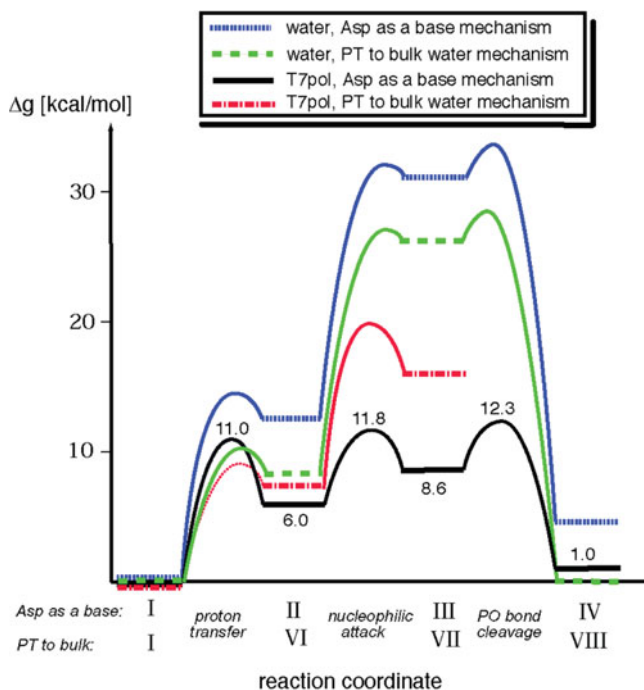 water, Asp as a base mechanism
water, PT to bulk water mechanism
T7pol, Asp as a base mechanism
T7pol, PT to bulk water mechanism
Δg [kcal/mol]
30
20
10
11.0
6.0
11.8
8.6
12.3
1.0
Asp as a base: I proton transfer II nucleophilic attack III PO bond cleavage IV
PT to bulk: I VI VII VIII
reaction coordinate